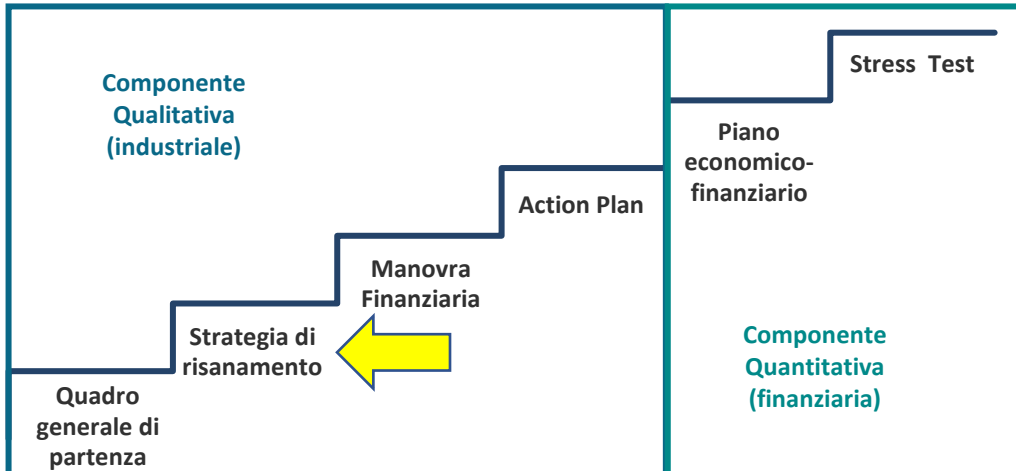 Componente
Qualitativa
(industriale)
Stress  Test
Piano
economico-
finanziario
Action Plan
Manovra
Finanziaria
Strategia di
risanamento
Componente
Quantitativa
(finanziaria)
Quadro
generale di
partenza